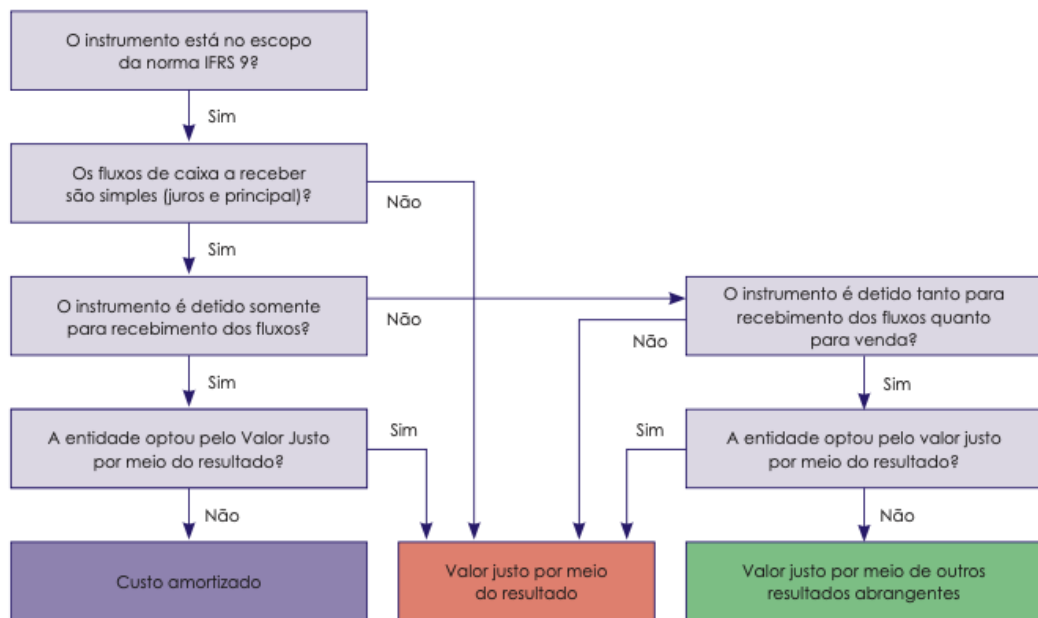 O instrumento está no escopo
da norma IFRS 9?
Sim
Os fluxos de caixa a receber
são simples (juros e principal)?
Não
Sim
O instrumento é detido somente
para recebimento dos fluxos?
Não
O instrumento é detido tanto para
recebimento dos fluxos quanto
para venda?
Não
Sim
Sim
A entidade optou pelo Valor Justo
por meio do resultado?
Sim
Sim
A entidade optou pelo valor justo
por meio do resultado?
Não
Não
Custo amortizado
Valor justo por meio
do resultado
Valor justo por meio de outros
resultados abrangentes